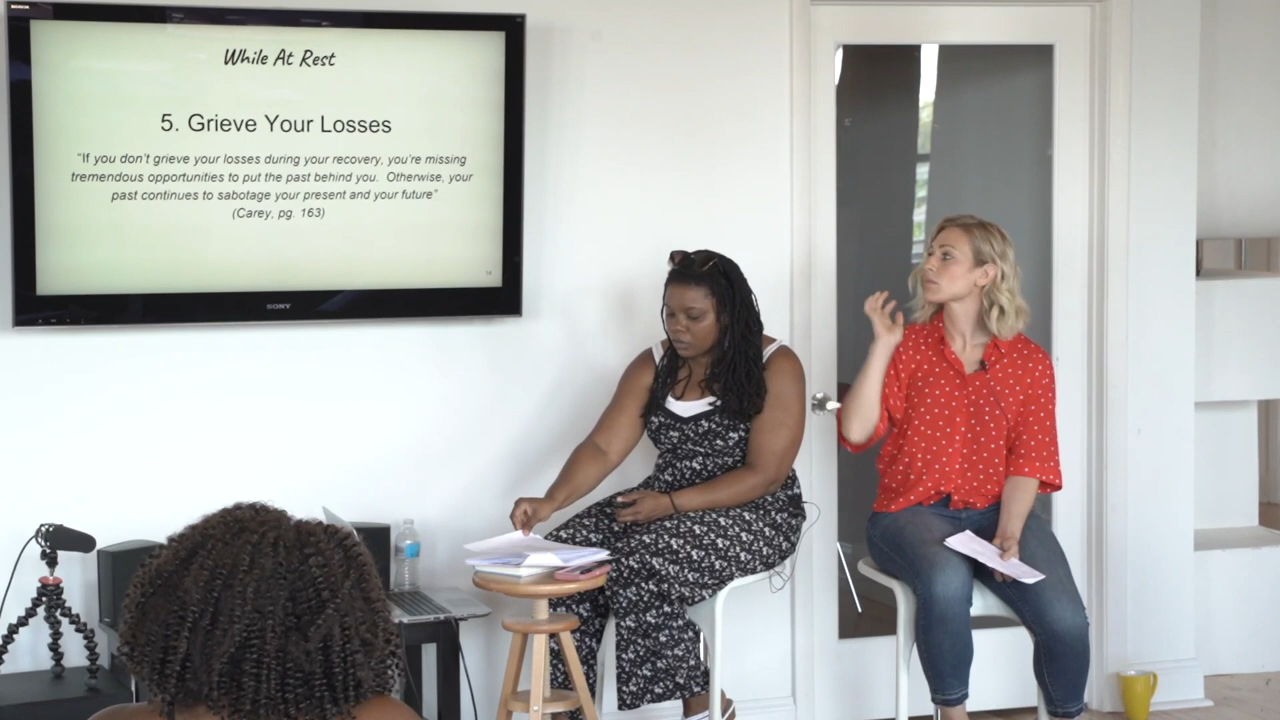 While At Rest
5. Grieve Your Losses
"If you don't grieve your losses during your recovery, you're missing
tremendous opportunities to put the past behind you. Otherwise, your
past continues to sabotage your present and your future"
(Carey, pg. 163)
SONY